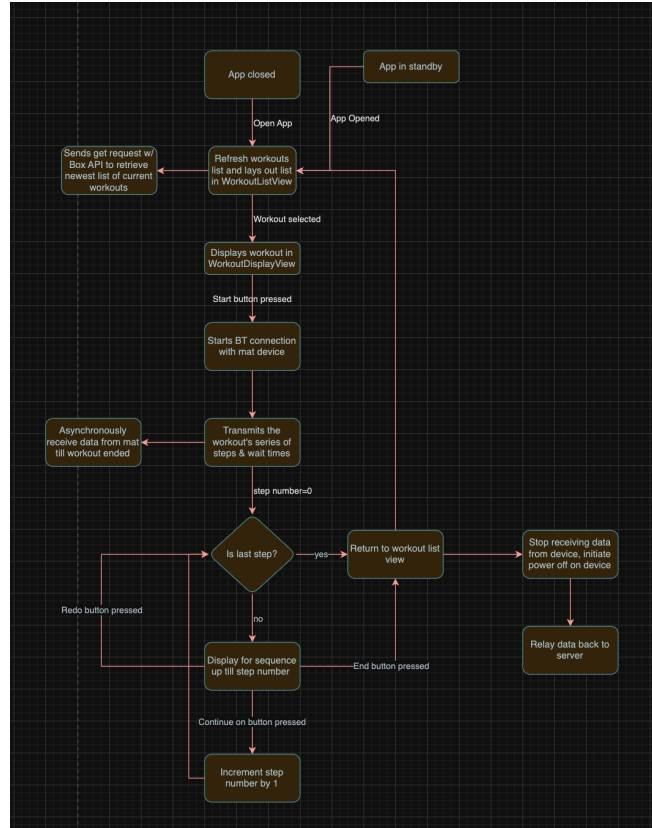 App closed
App in standby
Open App
App Opened
Sends get request w/
Box API to retrieve
newest list of current
workouts
Refresh workouts
list and lays out list
in WorkoutListView
Workout selected
Displays workout in
WorkoutDisplayView
Start button pressed
Starts BT connection
with mat device
Asynchronously
receive data from mat
till workout ended
Transmits the
workout's series of
steps & wait times
step number=0
Is last step?
yes
Return to workout list
view
Stop receiving data
from device, initiate
power off on device
Redo button pressed
no
Relay data back to
server
Display for sequence
up till step number
End button pressed
Continue on button pressed
Increment step
number by 1